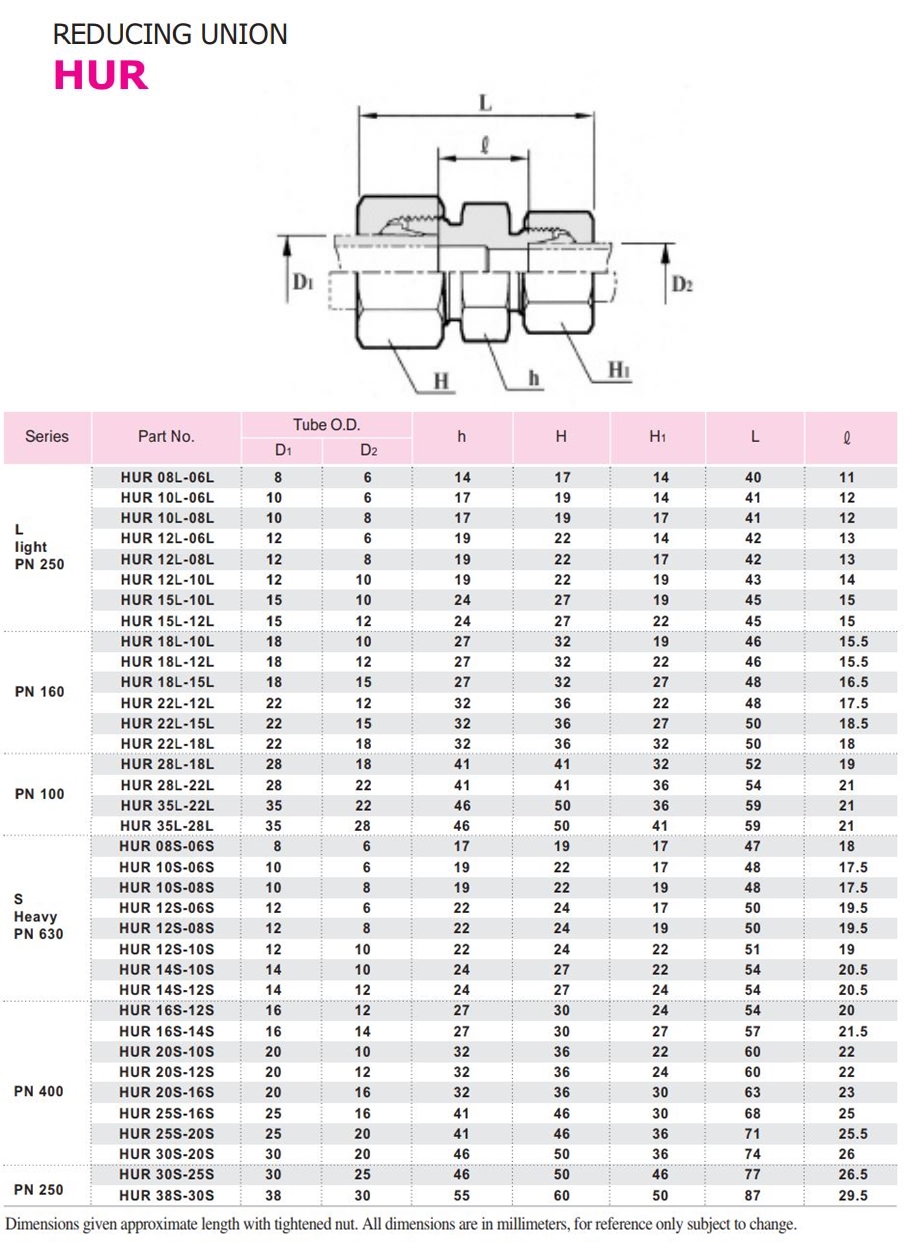 REDUCING UNION
HUR
L
ℓ
D1
D2
H
h
H1
Series Part No. Tube O.D. h H H1 L ℓ
D1 D2
L
light
PN 250
HUR 08L-06L 8 6 14 17 14 40 11
HUR 10L-06L 10 6 17 19 14 41 12
HUR 10L-08L 10 8 17 19 17 41 12
HUR 12L-06L 12 6 19 22 14 42 13
HUR 12L-08L 12 8 19 22 17 42 13
HUR 12L-10L 12 10 19 22 19 43 14
HUR 15L-10L 15 10 24 27 19 45 15
HUR 15L-12L 15 12 24 27 22 45 15
PN 160
HUR 18L-10L 18 10 27 32 19 46 15.5
HUR 18L-12L 18 12 27 32 22 46 15.5
HUR 18L-15L 18 15 27 32 27 48 16.5
HUR 22L-12L 22 12 32 36 22 48 17.5
HUR 22L-15L 22 15 32 36 27 50 18.5
HUR 22L-18L 22 18 32 36 32 50 18
PN 100
HUR 28L-18L 28 18 41 41 32 52 19
HUR 28L-22L 28 22 41 41 36 54 21
HUR 35L-22L 35 22 46 50 36 59 21
HUR 35L-28L 35 28 46 50 41 59 21
S
Heavy
PN 630
HUR 08S-06S 8 6 17 19 17 47 18
HUR 10S-06S 10 6 19 22 17 48 17.5
HUR 10S-08S 10 8 19 22 19 48 17.5
HUR 12S-06S 12 6 22 24 17 50 19.5
HUR 12S-08S 12 8 22 24 19 50 19.5
HUR 12S-10S 12 10 22 24 22 51 19
HUR 14S-10S 14 10 24 27 22 54 20.5
HUR 14S-12S 14 12 24 27 24 54 20.5
PN 400
HUR 16S-12S 16 12 27 30 24 54 20
HUR 16S-14S 16 14 27 30 27 57 21.5
HUR 20S-10S 20 10 32 36 22 60 22
HUR 20S-12S 20 12 32 36 24 60 22
HUR 20S-16S 20 16 32 36 30 63 23
HUR 25S-16S 25 16 41 46 30 68 25
HUR 25S-20S 25 20 41 46 36 71 25.5
HUR 30S-20S 30 20 46 50 36 74 26
PN 250
HUR 30S-25S 30 25 46 50 46 77 26.5
HUR 38S-30S 38 30 55 60 50 87 29.5
Dimensions given approximate length with tightened nut. All dimensions are in millimeters, for reference only subject to change.